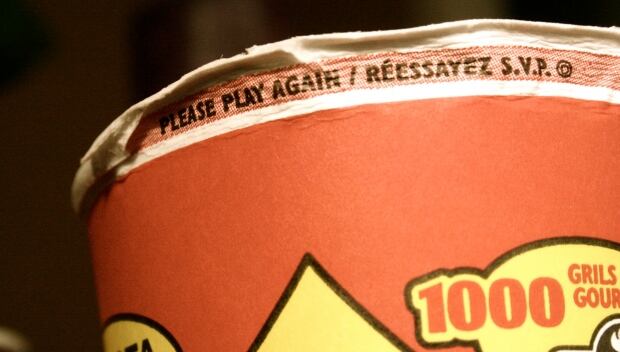 PLEASE PLAY AGAIN / RÉESSAYEZ S.V.P. ©
1000
GRILS
GOUR